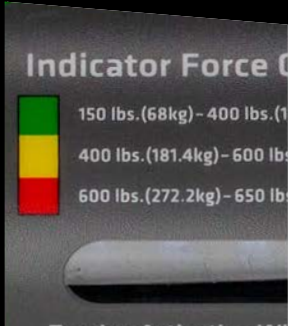 Indicator Force
150 lbs.(68kg)–400 lbs.(1
400 lbs.(181.4kg)–600 lbs
600 lbs.(272.2kg)–650 lbs